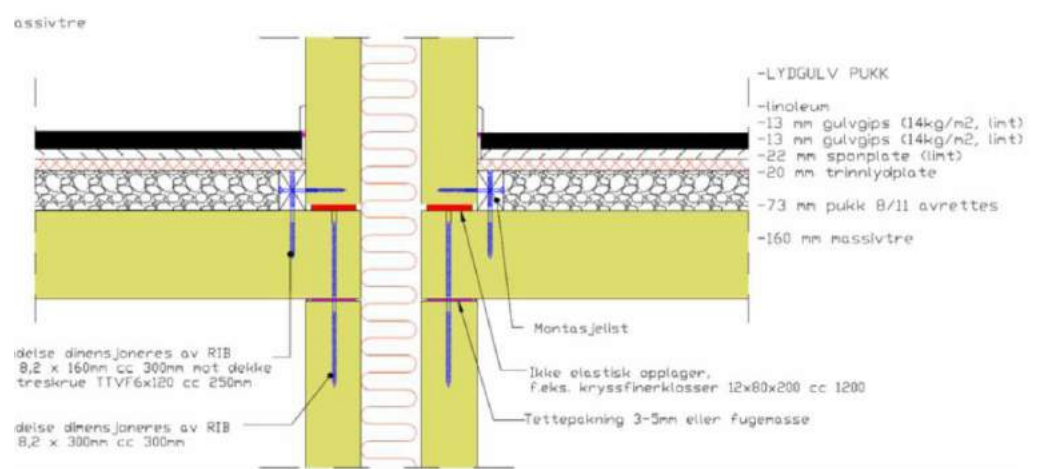 assivtre
-LYDGULV PUKK
-linoleum
-13 mm gulvgips (14kg/m2, limt)
-13 mm gulvgips (14kg/m2, limt)
-22 mm sponplate (limt)
-20 mm trinnlydplate
-73 mm pukk 8/11 avrettes
-160 mm massivtre
Montasjelist
Ikke elastisk opplager,
f.eks. kryssfinerklosser 12x80x200 cc 1200
Tettepakning 3-5mm eller fugemasse
ndelse dimensjoneres av RIB
8,2 x 160mm cc 300mm mot dekke
treskrue TTVF6x120 cc 250mm
ndelse dimensjoneres av RIB
8,2 x 300mm cc 300mm